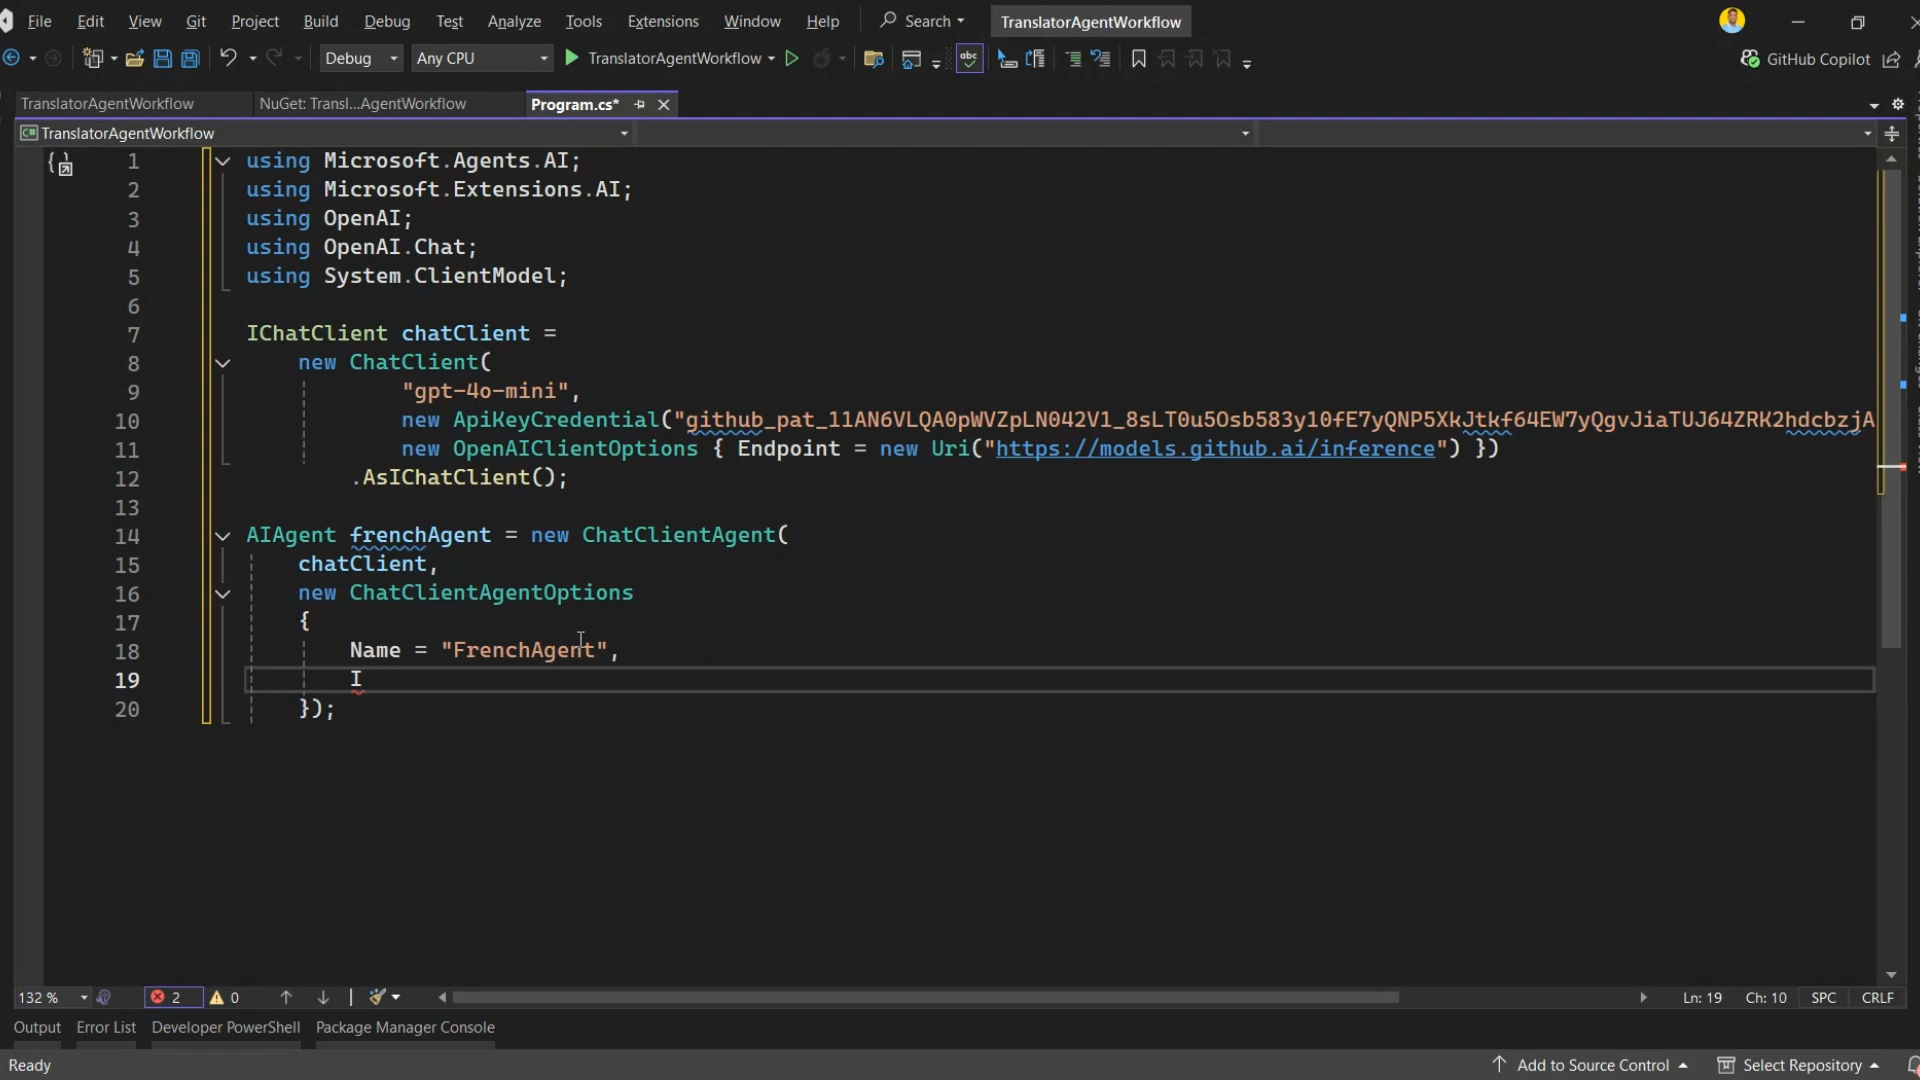 File Edit View Git Project Build Debug Test Analyze Tools Extensions Window Help Search TranslatorAgentWorkflow
Debug Any CPU TranslatorAgentWorkflow GitHub Copilot
TranslatorAgentWorkflow NuGet: Transl...AgentWorkflow Program.cs*
C# TranslatorAgentWorkflow
1 using Microsoft.Agents.AI;
2 using Microsoft.Extensions.AI;
3 using OpenAI;
4 using OpenAI.Chat;
5 using System.ClientModel;
6
7 IChatClient chatClient =
8 new ChatClient(
9 "gpt-4o-mini",
10 new ApiKeyCredential("
11 new OpenAIClientOptions { Endpoint = new Uri("https://models.github.ai/inference") })
12 .AsIChatClient();
13
14 AIAgent frenchAgent = new ChatClientAgent(
15 chatClient,
16 new ChatClientAgentOptions
17 {
18 Name = "FrenchAgent",
19 I
20 });
132 % 2 0 Ln: 19 Ch: 10 SPC CRLF
Output Error List Developer PowerShell Package Manager Console
Ready Add to Source Control Select Repository